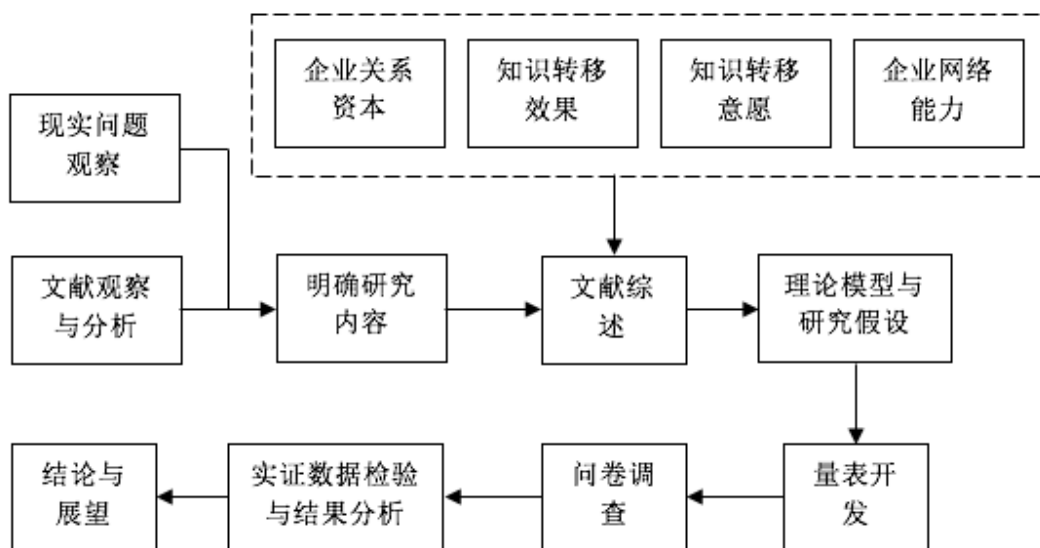 企业关系
资本
知识转移
效果
知识转移
意愿
企业网络
能力
现实问题
观察
文献观察
与分析
明确研究
内容
文献综
述
理论模型与
研究假设
结论与
展望
实证数据检验
与结果分析
问卷调
查
量表开
发